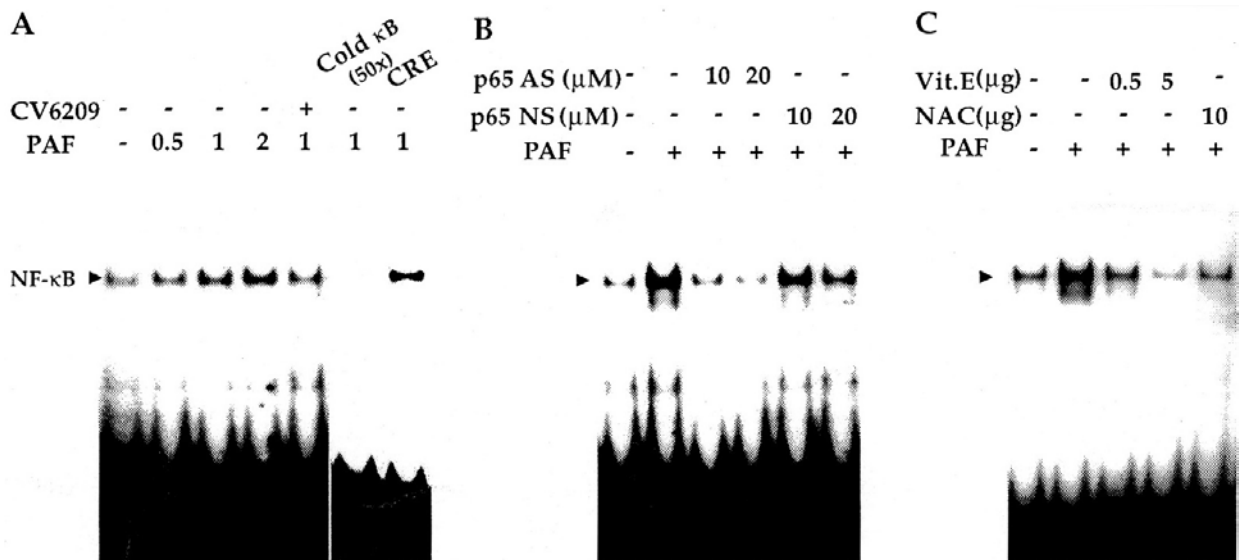 A
Cold κB
(50x)
CRE
CV6209 - - - - +
PAF - 0.5 1 2 1 1 1
NF-κB
B
p65 AS (µM) - - 10 20 - -
p65 NS (µM) - - - - 10 20
PAF - + + + + +
C
Vit.E(µg) - - 0.5 5 -
NAC(µg) - - - - 10
PAF - + + + +